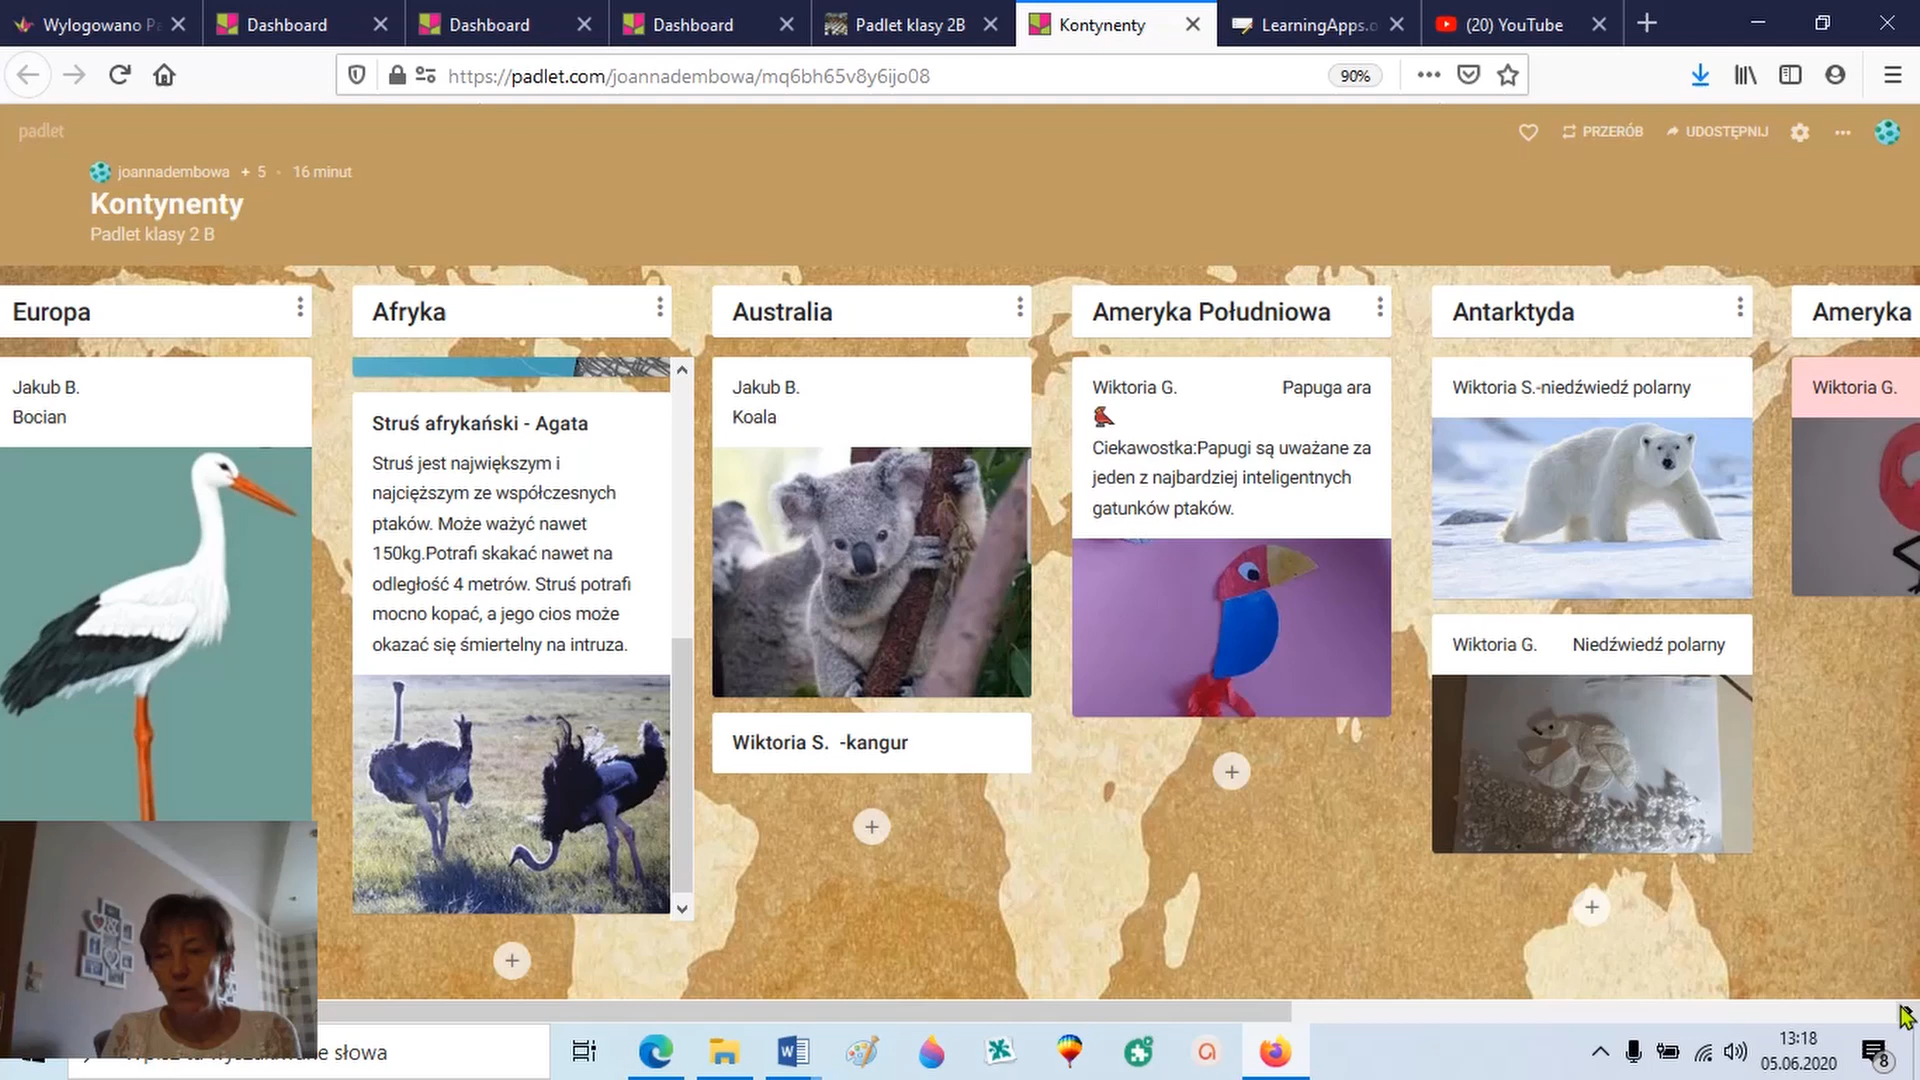 Wylogowano P
Dashboard
Dashboard
Dashboard
Padlet klasy 2B
Kontynenty
LearningApps.o
(20) YouTube
https://padlet.com/joannadembowa/mq6bh65v8y6ijo08
90%
padlet
PRZERÓB
UDOSTĘPNIJ
joannadembowa + 5 • 16 minut
Kontynenty
Padlet klasy 2 B
Europa
Jakub B.
Bocian
Afryka
Struś afrykański - Agata
Struś jest największym i
najcięższym ze współczesnych
ptaków. Może ważyć nawet
150kg.Potrafi skakać nawet na
odległość 4 metrów. Struś potrafi
mocno kopać, a jego cios może
okazać się śmiertelny na intruza.
Australia
Jakub B.
Koala
Wiktoria S. -kangur
Ameryka Południowa
Wiktoria G. Papuga ara
Ciekawostka:Papugi są uważane za
jeden z najbardziej inteligentnych
gatunków ptaków.
Antarktyda
Wiktoria S.-niedźwiedź polarny
Wiktoria G. Niedźwiedź polarny
Ameryka
Wiktoria G.
słowa
13:18
05.06.2020
8